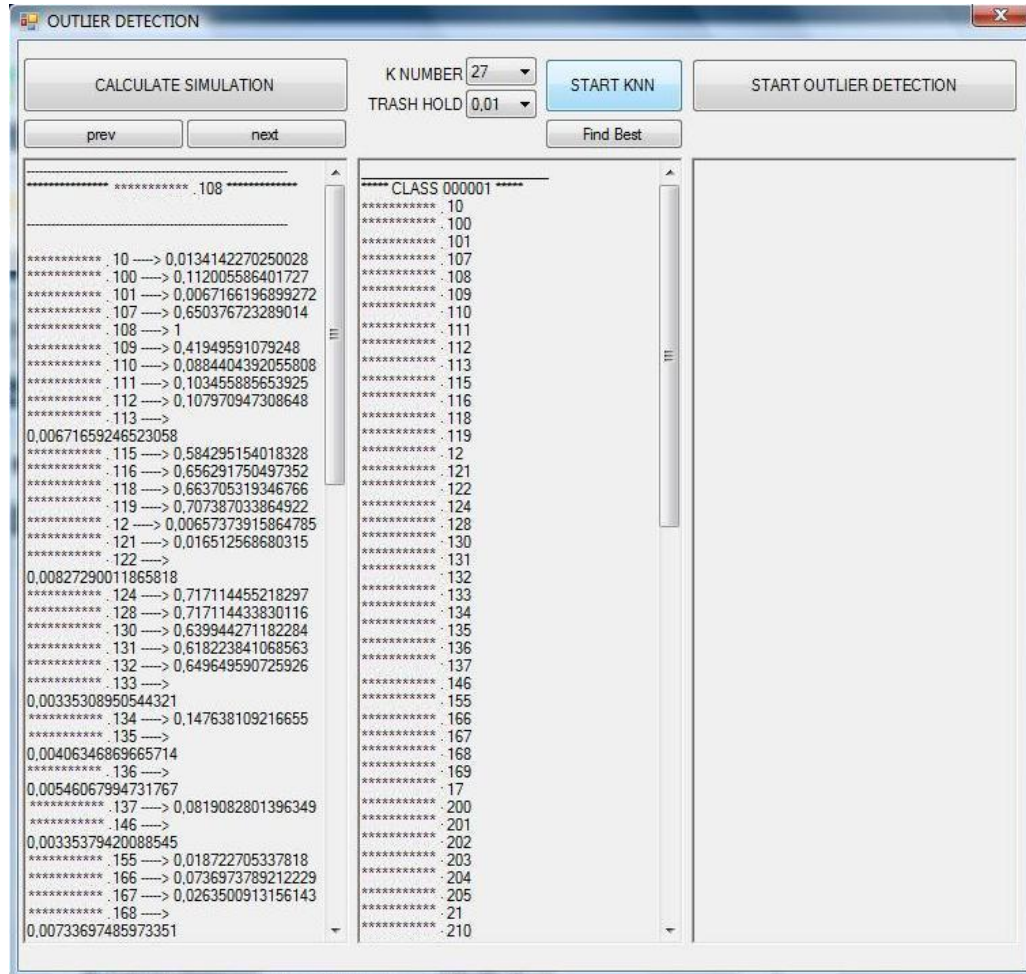 OUTLIER DETECTION
CALCULATE SIMULATION
K NUMBER 27
TRASH HOLD 0,01
START KNN
START OUTLIER DETECTION
prev
next
Find Best
-----------------------------------------------------------------
*************** *********** .108 *************
-----------------------------------------------------------------
*********** . 10 ----> 0,0134142270250028
*********** . 100 ----> 0,112005586401727
*********** . 101 ----> 0,0067166196899272
*********** . 107 ----> 0,650376723289014
*********** . 108 ----> 1
*********** . 109 ----> 0,41949591079248
*********** . 110 ----> 0,0884404392055808
*********** . 111 ----> 0,103455885653925
*********** . 112 ----> 0,107970947308648
*********** . 113 ---->
0,00671659246523058
*********** . 115 ----> 0,584295154018328
*********** . 116 ----> 0,656291750497352
*********** . 118 ----> 0,663705319346766
*********** . 119 ----> 0,707387033864922
*********** . 12 ----> 0,00657373915864785
*********** . 121 ----> 0,016512568680315
*********** . 122 ---->
0,00827290011865818
*********** . 124 ----> 0,717114455218297
*********** . 128 ----> 0,717114433830116
*********** . 130 ----> 0,639944271182284
*********** . 131 ----> 0,618223841068563
*********** . 132 ----> 0,649649590725926
*********** . 133 ---->
0,00335308950544321
*********** . 134 ----> 0,147638109216655
*********** . 135 ---->
0,00406346869665714
*********** . 136 ---->
0,00546067994731767
*********** .137 ----> 0,0819082801396349
*********** .146 ---->
0,00335379420088545
*********** . 155 ----> 0,018722705337818
*********** . 166 ----> 0,0736973789212229
*********** . 167 ----> 0,0263500913156143
*********** . 168 ---->
0,00733697485973351
***** CLASS 000001 *****
*********** . 10
*********** . 100
*********** . 101
*********** . 107
*********** . 108
*********** . 109
*********** . 110
*********** . 111
*********** . 112
*********** . 113
*********** . 115
*********** . 116
*********** . 118
*********** . 119
*********** . 12
*********** . 121
*********** . 122
*********** . 124
*********** . 128
*********** . 130
*********** . 131
*********** . 132
*********** . 133
*********** . 134
*********** . 135
*********** . 136
*********** . 137
*********** . 146
*********** . 155
*********** . 166
*********** . 167
*********** . 168
*********** . 169
*********** . 17
*********** . 200
*********** . 201
*********** . 202
*********** . 203
*********** . 204
*********** . 205
*********** . 21
*********** . 210